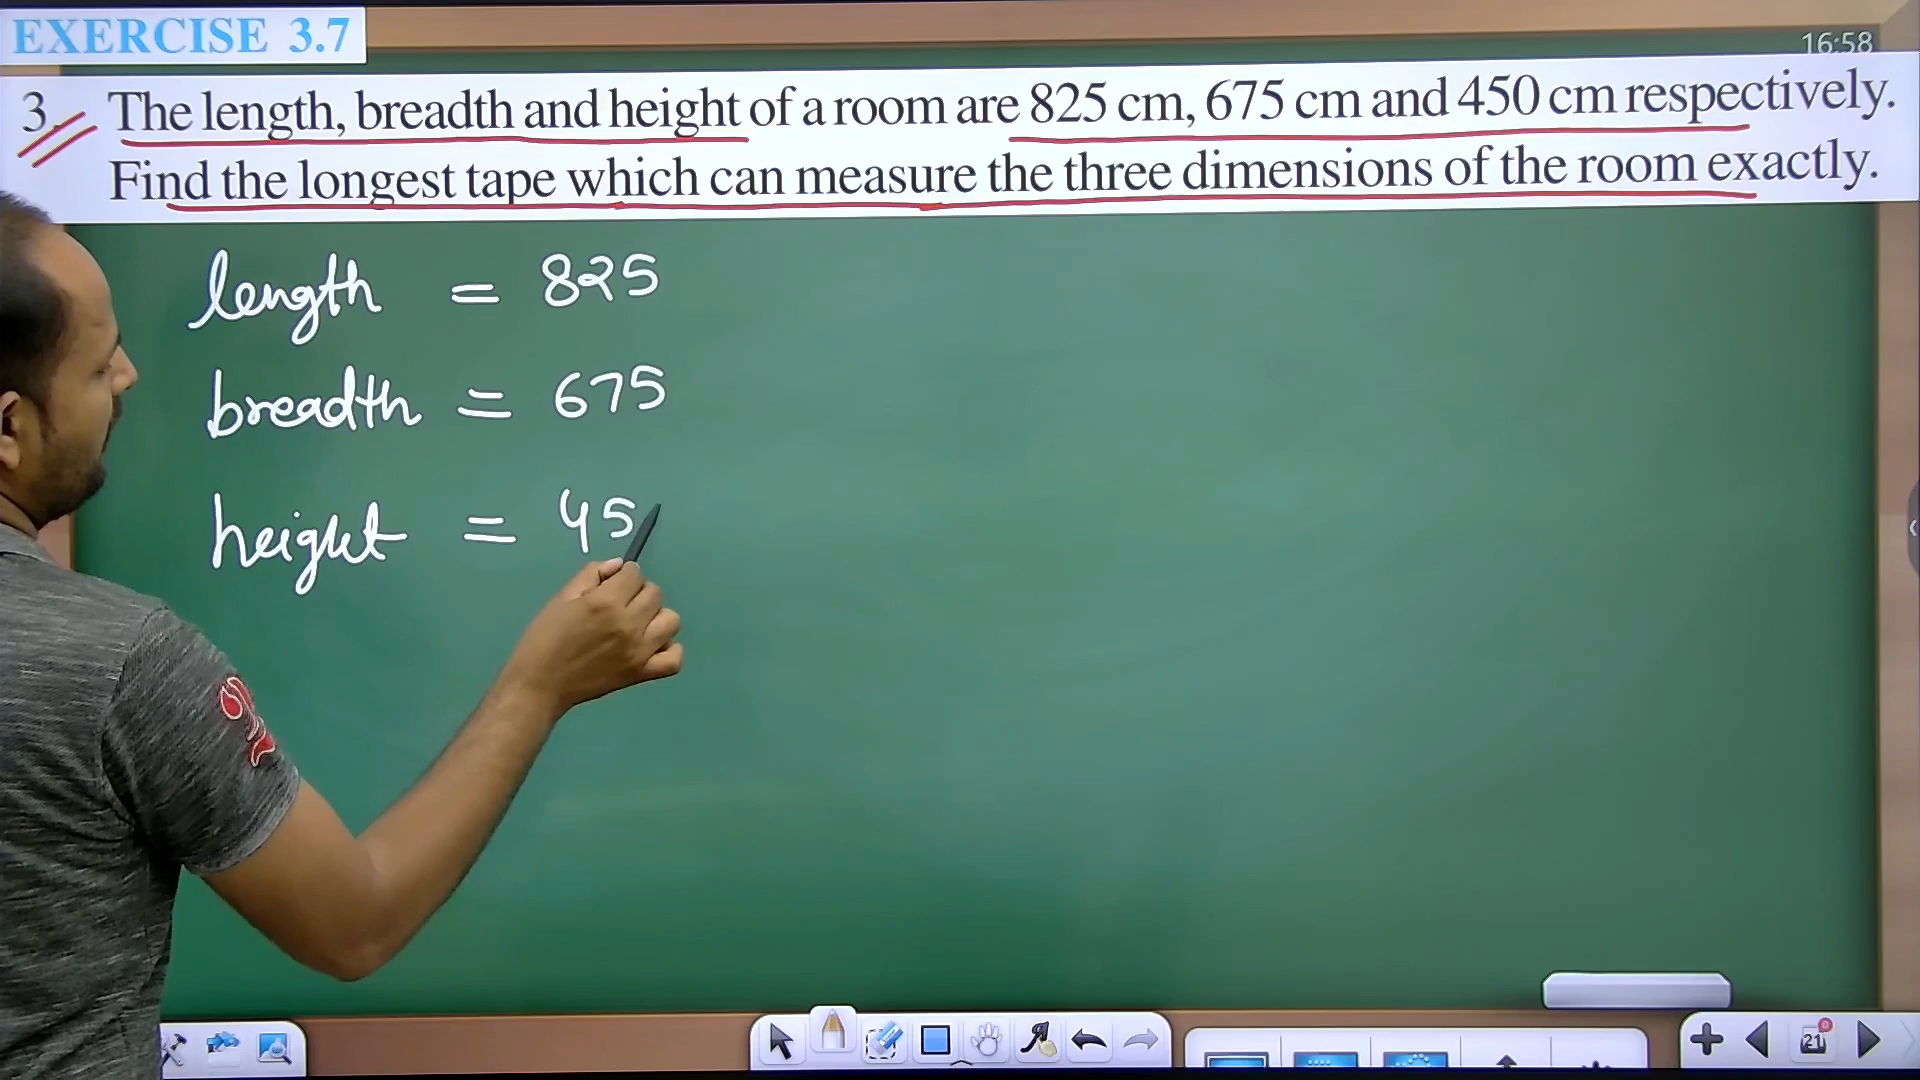 EXERCISE 3.7
16:58
3. The length, breadth and height of a room are 825 cm, 675 cm and 450 cm respectively.
Find the longest tape which can measure the three dimensions of the room exactly.
length = 825
breadth = 675
height = 45
21